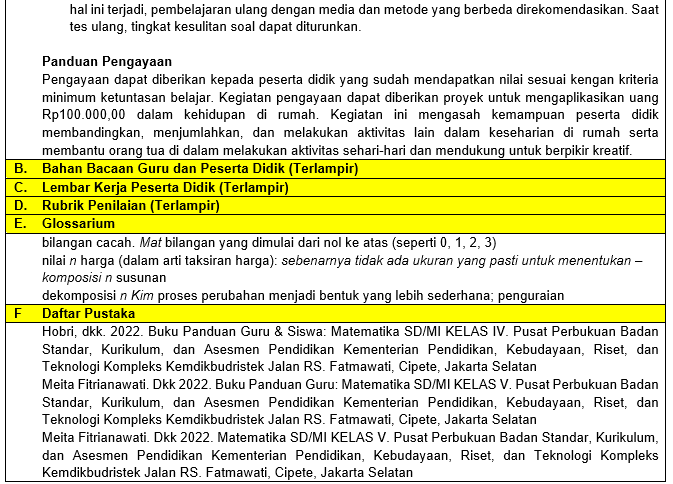 hal ini terjadi, pembelajaran ulang dengan media dan metode yang berbeda direkomendasikan. Saat
tes ulang, tingkat kesulitan soal dapat diturunkan.
Panduan Pengayaan
Pengayaan dapat diberikan kepada peserta didik yang sudah mendapatkan nilai sesuai kengan kriteria
minimum ketuntasan belajar. Kegiatan pengayaan dapat diberikan proyek untuk mengaplikasikan uang
Rp100.000,00 dalam kehidupan di rumah. Kegiatan ini mengasah kemampuan peserta didik
membandingkan, menjumlahkan, dan melakukan aktivitas lain dalam keseharian di rumah serta
membantu orang tua di dalam melakukan aktivitas sehari-hari dan mendukung untuk berpikir kreatif.
B. Bahan Bacaan Guru dan Peserta Didik (Terlampir)
C. Lembar Kerja Peserta Didik (Terlampir)
D. Rubrik Penilaian (Terlampir)
E. Glossarium
bilangan cacah. Mat bilangan yang dimulai dari nol ke atas (seperti 0, 1, 2, 3)
nilai n harga (dalam arti taksiran harga): sebenarnya tidak ada ukuran yang pasti untuk menentukan –
komposisi n susunan
dekomposisi n Kim proses perubahan menjadi bentuk yang lebih sederhana; penguraian
F Daftar Pustaka
Hobri, dkk. 2022. Buku Panduan Guru & Siswa: Matematika SD/MI KELAS IV. Pusat Perbukuan Badan
Standar, Kurikulum, dan Asesmen Pendidikan Kementerian Pendidikan, Kebudayaan, Riset, dan
Teknologi Kompleks Kemdikbudristek Jalan RS. Fatmawati, Cipete, Jakarta Selatan
Meita Fitrianawati. Dkk 2022. Buku Panduan Guru: Matematika SD/MI KELAS V. Pusat Perbukuan Badan
Standar, Kurikulum, dan Asesmen Pendidikan Kementerian Pendidikan, Kebudayaan, Riset, dan
Teknologi Kompleks Kemdikbudristek Jalan RS. Fatmawati, Cipete, Jakarta Selatan
Meita Fitrianawati. Dkk 2022. Matematika SD/MI KELAS V. Pusat Perbukuan Badan Standar, Kurikulum,
dan Asesmen Pendidikan Kementerian Pendidikan, Kebudayaan, Riset, dan Teknologi Kompleks
Kemdikbudristek Jalan RS. Fatmawati, Cipete, Jakarta Selatan